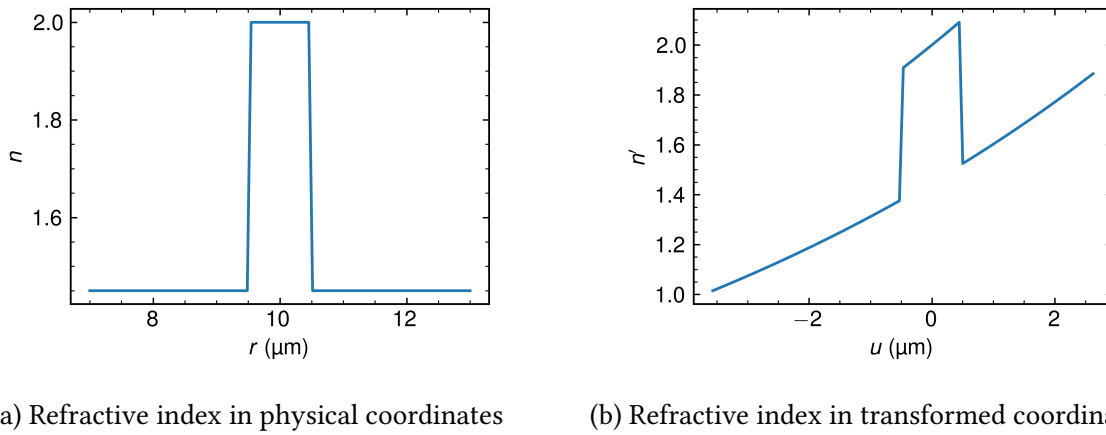 2.0
1.8
1.6
n
8
10
12
r (µm)
2.0
1.8
1.6
1.4
1.2
1.0
n′
−2
0
2
u (µm)
a) Refractive index in physical coordinates
(b) Refractive index in transformed coordina